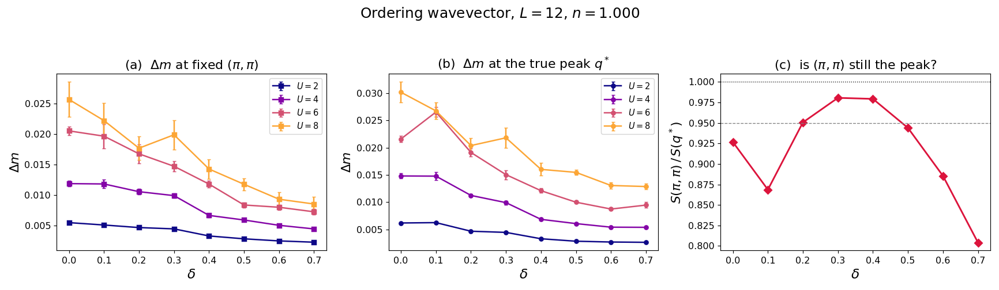 Ordering wavevector, L = 12, n = 1.000
(a) Δm at fixed (π, π)
(b) Δm at the true peak q*
(c) is (π, π) still the peak?
Δm
0.025
0.020
0.015
0.010
0.005
0.0 0.1 0.2 0.3 0.4 0.5 0.6 0.7
δ
U = 2
U = 4
U = 6
U = 8
Δm
0.030
0.025
0.020
0.015
0.010
0.005
0.0 0.1 0.2 0.3 0.4 0.5 0.6 0.7
δ
U = 2
U = 4
U = 6
U = 8
S(π, π) / S(q*)
1.000
0.975
0.950
0.925
0.900
0.875
0.850
0.825
0.800
0.0 0.1 0.2 0.3 0.4 0.5 0.6 0.7
δ